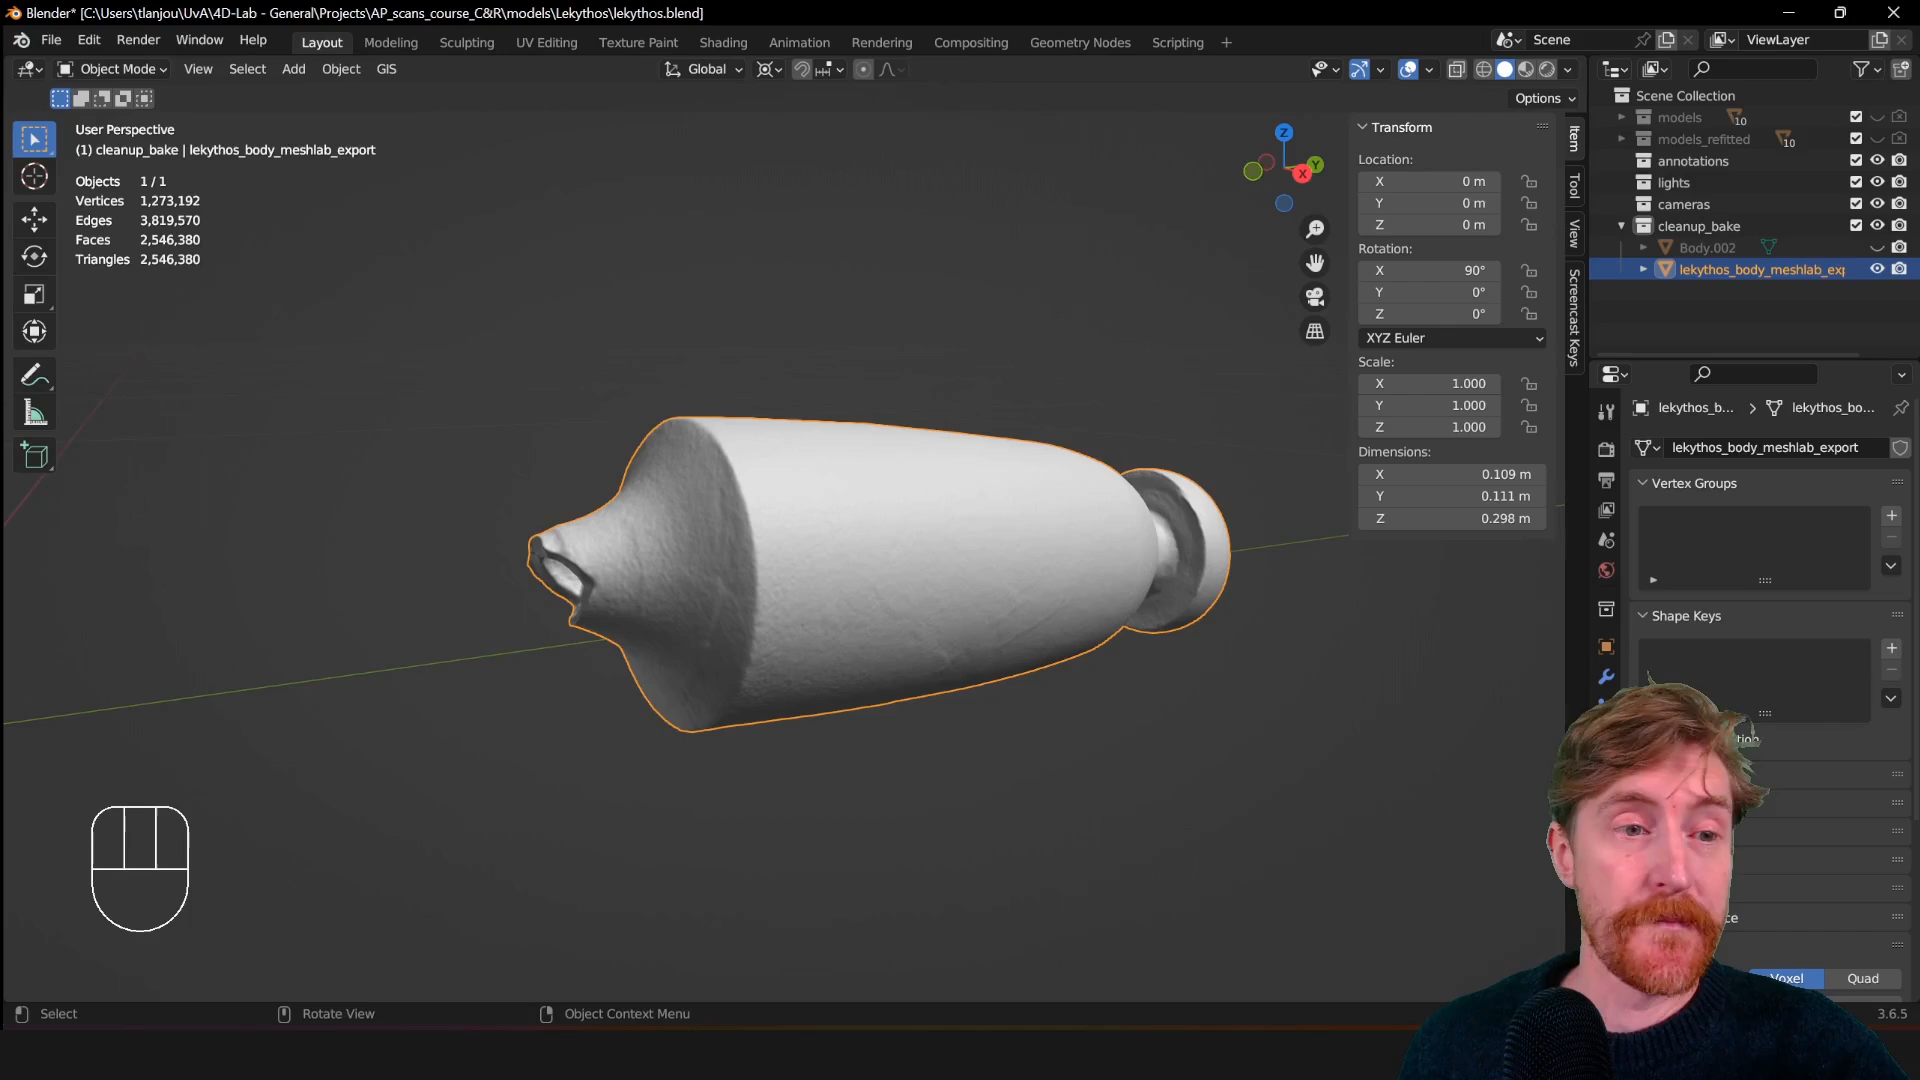 Blender* [C:\Users\tlanjou\UvA\4D-Lab - General\Projects\AP_scans_course_C&R\models\Lekythos\lekythos.blend]
File Edit Render Window Help
Layout Modeling Sculpting UV Editing Texture Paint Shading Animation Rendering Compositing Geometry Nodes Scripting +
Scene
ViewLayer
Object Mode View Select Add Object GIS
Global
Options
User Perspective
(1) cleanup_bake | lekythos_body_meshlab_export
Objects 1 / 1
Vertices 1,273,192
Edges 3,819,570
Faces 2,546,380
Triangles 2,546,380
Z
Y
X
Transform
Location:
X 0 m
Y 0 m
Z 0 m
Rotation:
X 90°
Y 0°
Z 0°
XYZ Euler
Scale:
X 1.000
Y 1.000
Z 1.000
Dimensions:
X 0.109 m
Y 0.111 m
Z 0.298 m
Item
Tool
View
Screencast Keys
Scene Collection
models 10
models_refitted 10
annotations
lights
cameras
cleanup_bake
Body.002
lekythos_body_meshlab_exp
lekythos_b... > lekythos_bo...
lekythos_body_meshlab_export
Vertex Groups
Shape Keys
tion
ce
Voxel Quad
Select
Rotate View
Object Context Menu
3.6.5